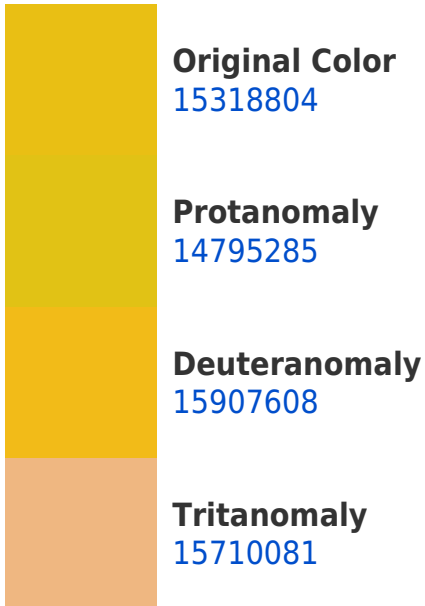 Original Color
15318804
Protanomaly
14795285
Deuteranomaly
15907608
Tritanomaly
15710081